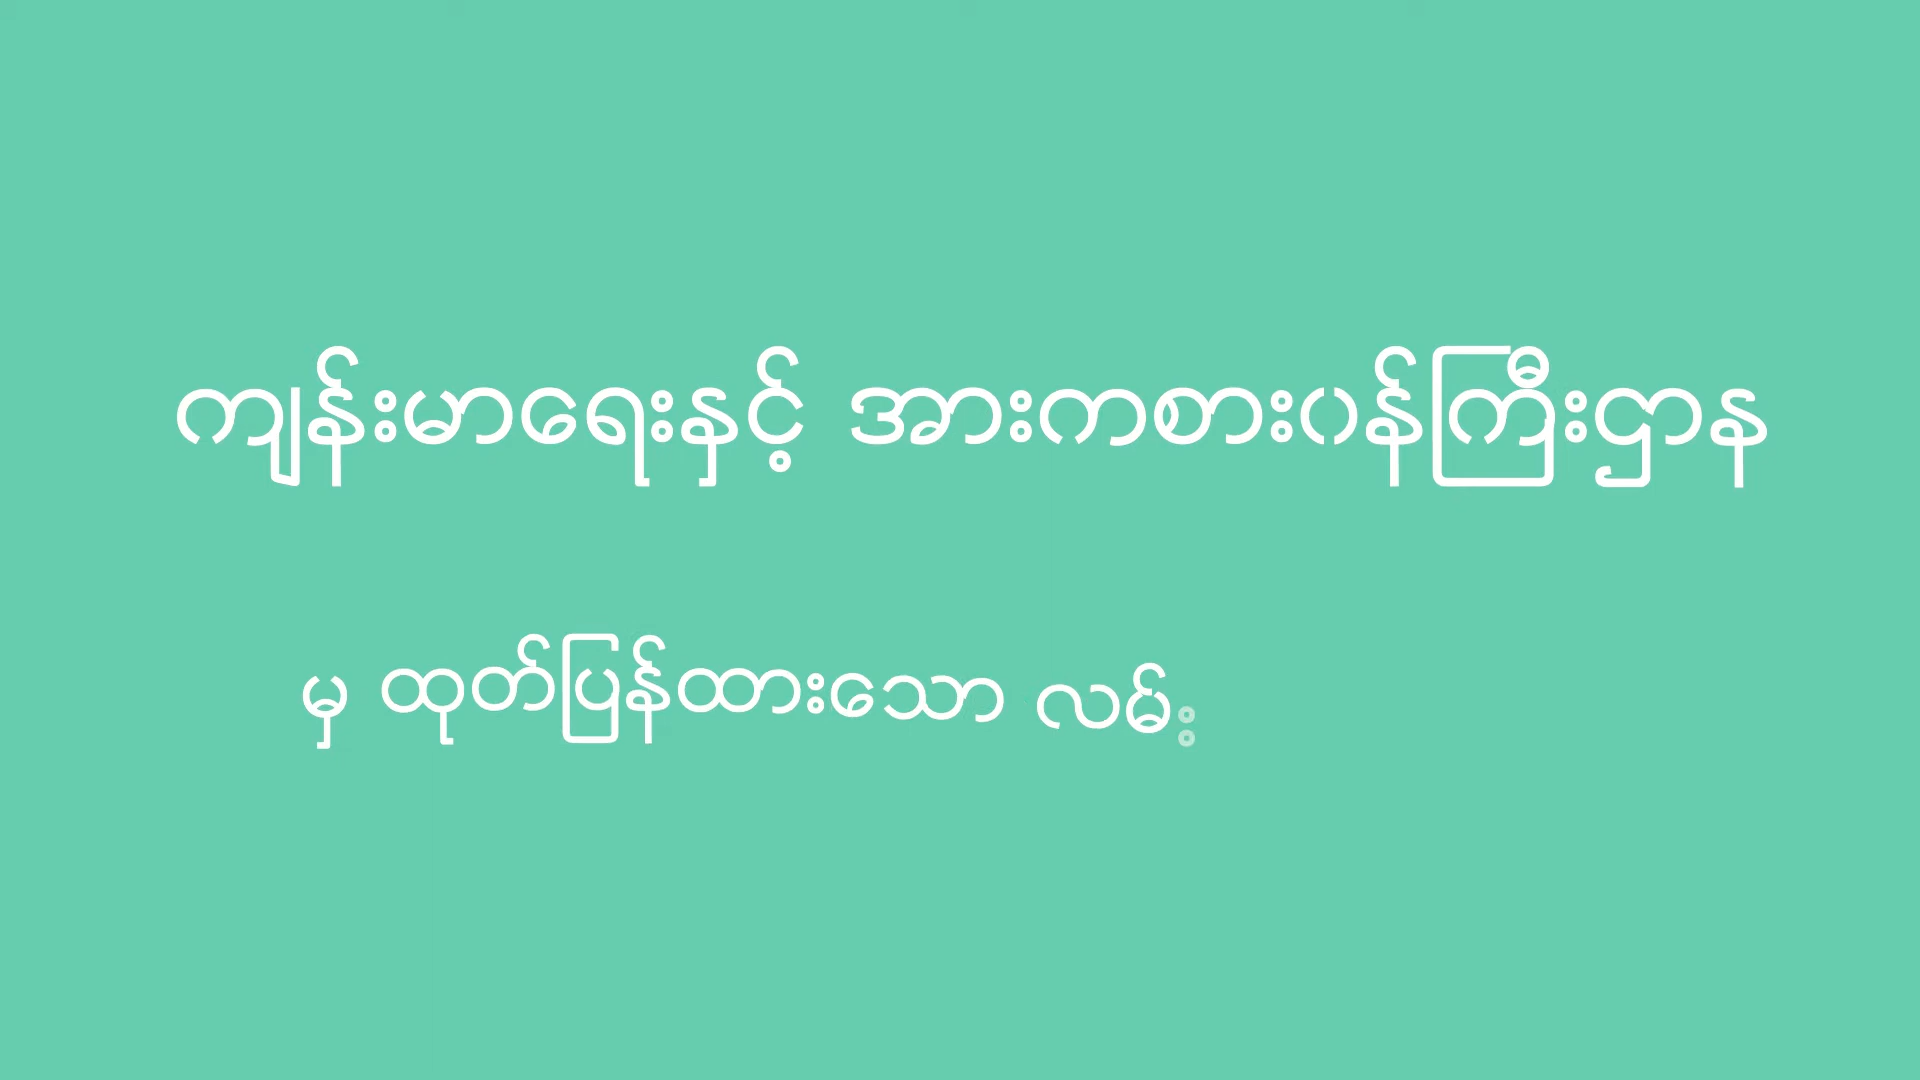 ကျန်းမာရေးနှင့် အားကစားဝန်ကြီးဌာန
မှ ထုတ်ပြန်ထားသော လမ်း